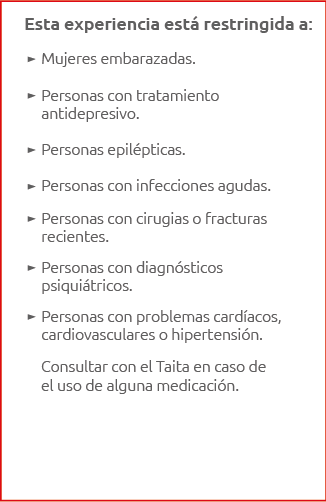 Esta experiencia está restringida a:
► Mujeres embarazadas.
► Personas con tratamiento
antidepresivo.
► Personas epilépticas.
► Personas con infecciones agudas.
► Personas con cirugias o fracturas
recientes.
► Personas con diagnósticos
psiquiátricos.
► Personas con problemas cardíacos,
cardiovasculares o hipertensión.
Consultar con el Taita en caso de
el uso de alguna medicación.